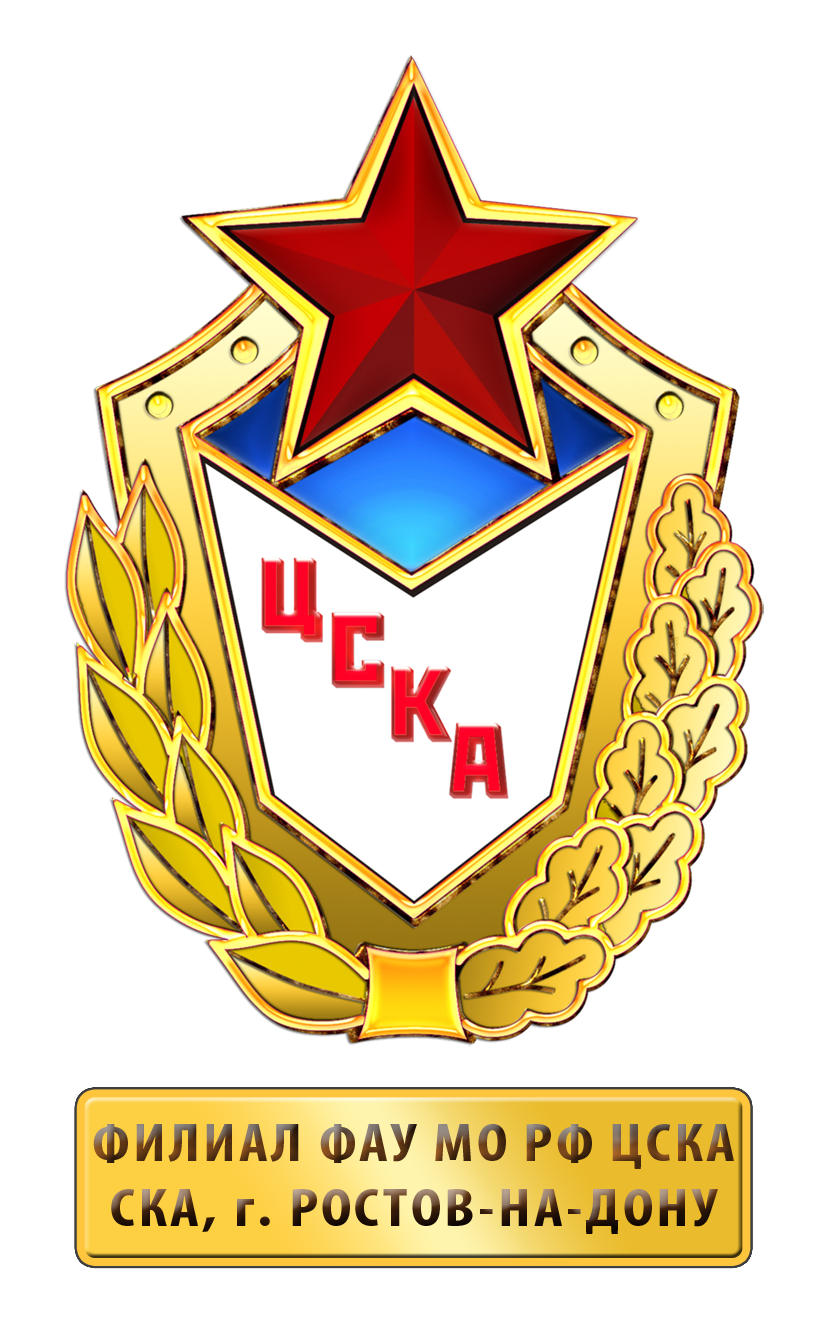 ЦСКА
ФИЛИАЛ ФАУ МО РФ ЦСКА
СКА, г. РОСТОВ-НА-ДОНУ